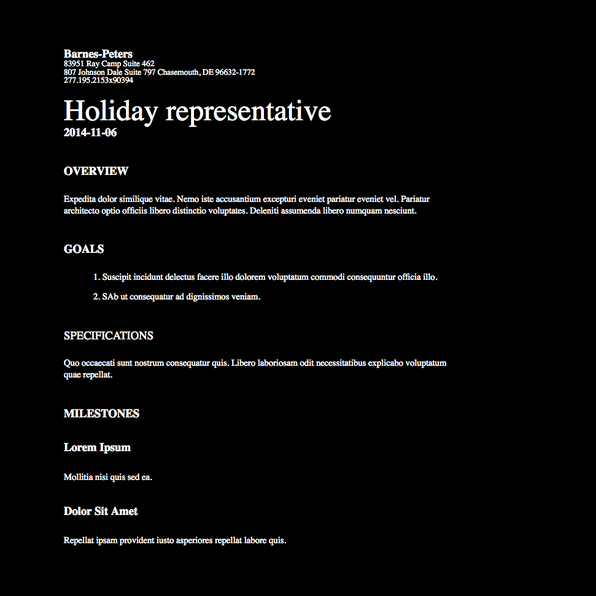 Barnes-Peters
83951 Ray Camp Suite 462
807 Johnson Dale Suite 797 Chasemouth, DE 96632-1772
277.195.2153x90394
Holiday representative
2014-11-06
OVERVIEW
Expedita dolor similique vitae. Nemo iste accusantium excepturi eveniet pariatur eveniet vel. Pariatur
architecto optio officiis libero distinctio voluptates. Deleniti assumenda libero numquam nesciunt.
GOALS
1. Suscipit incidunt delectus facere illo dolorem voluptatum commodi consequuntur officia illo.
2. SAb ut consequatur ad dignissimos veniam.
SPECIFICATIONS
Quo occaecati sunt nostrum consequatur quis. Libero laboriosam odit necessitatibus explicabo voluptatum
quae repellat.
MILESTONES
Lorem Ipsum
Mollitia nisi quis sed ea.
Dolor Sit Amet
Repellat ipsam provident iusto asperiores repellat labore quis.